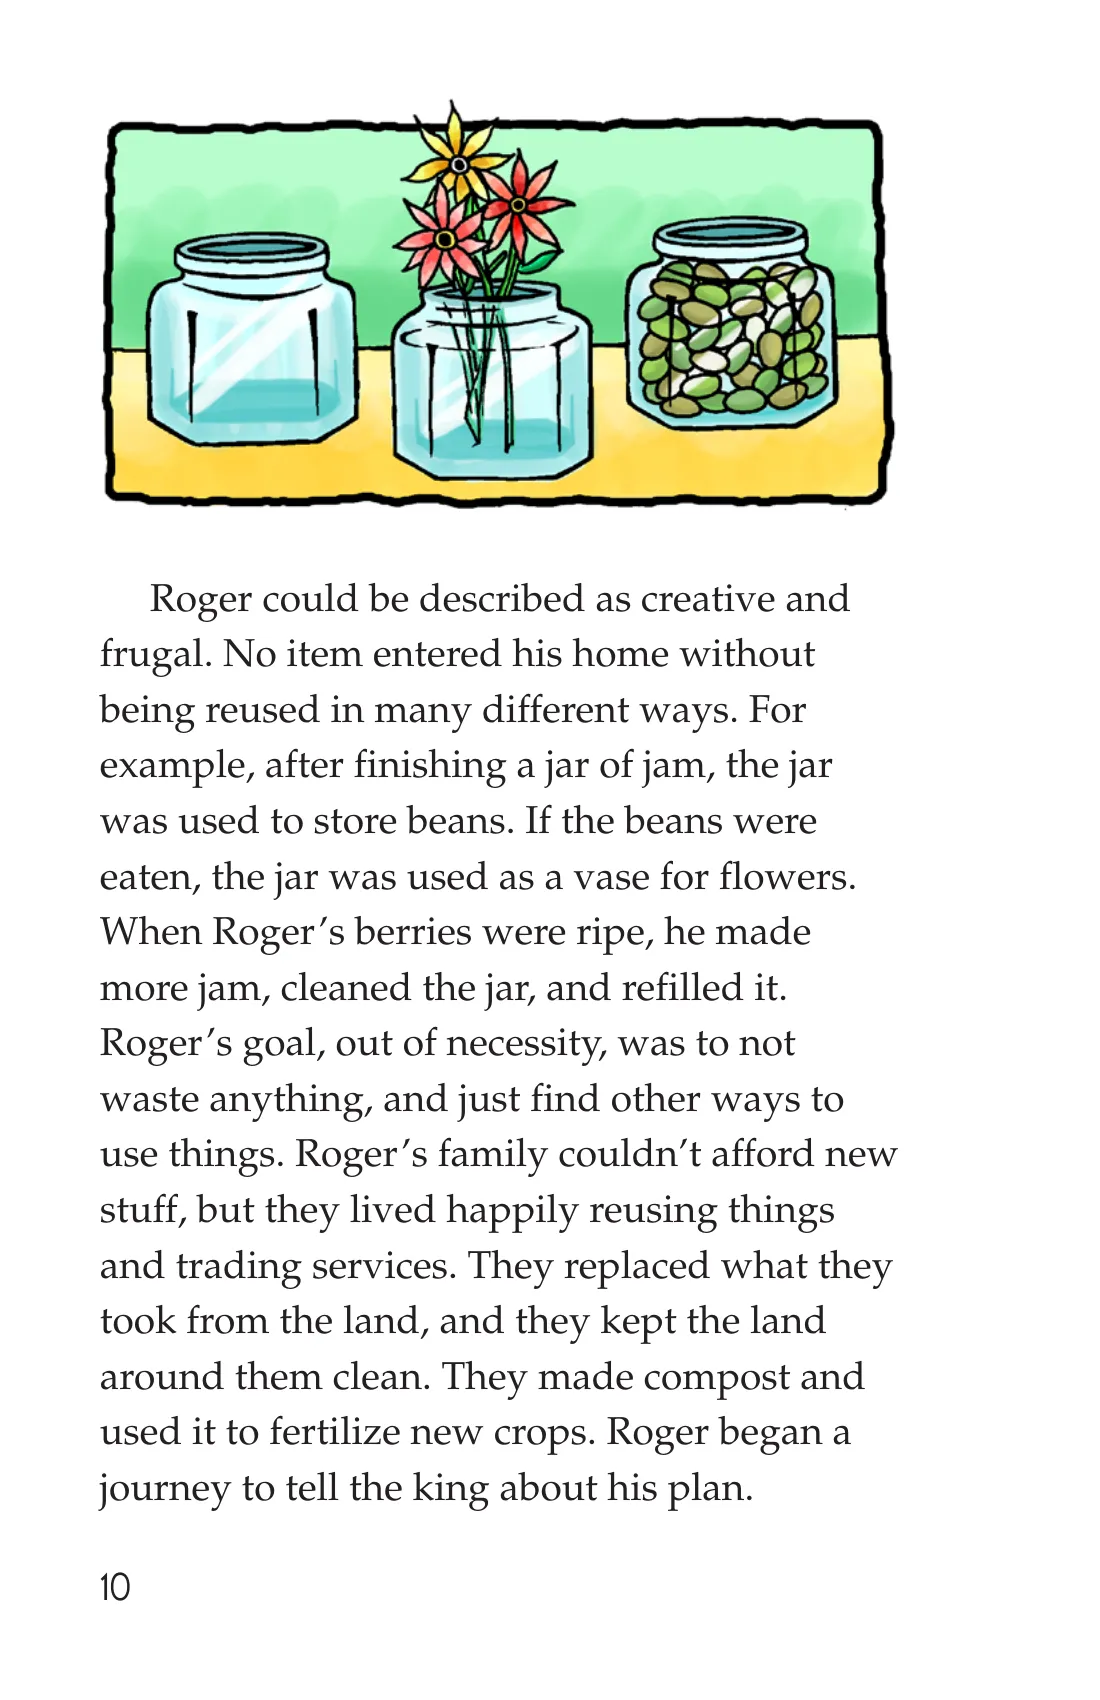 Roger could be described as creative and
frugal. No item entered his home without
being reused in many different ways. For
example, after finishing a jar of jam, the jar
was used to store beans. If the beans were
eaten, the jar was used as a vase for flowers.
When Roger’s berries were ripe, he made
more jam, cleaned the jar, and refilled it.
Roger’s goal, out of necessity, was to not
waste anything, and just find other ways to
use things. Roger’s family couldn’t afford new
stuff, but they lived happily reusing things
and trading services. They replaced what they
took from the land, and they kept the land
around them clean. They made compost and
used it to fertilize new crops. Roger began a
journey to tell the king about his plan.
10